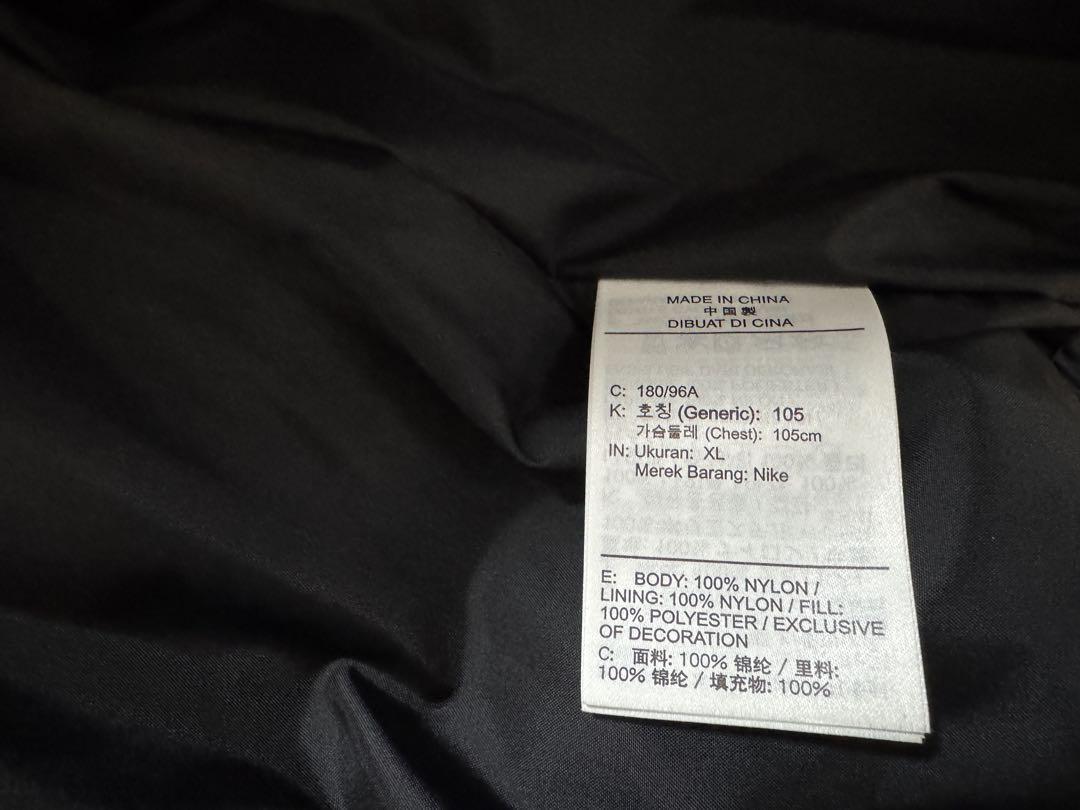 MADE IN CHINA
中国製
DIBUAT DI CINA
C: 180/96A
K: 호칭 (Generic): 105
가슴둘레 (Chest): 105cm
IN: Ukuran: XL
Merek Barang: Nike
E: BODY: 100% NYLON /
LINING: 100% NYLON / FILL:
100% POLYESTER / EXCLUSIVE
OF DECORATION
C: 面料: 100% 锦纶 / 里料:
100% 锦纶 / 填充物: 100%